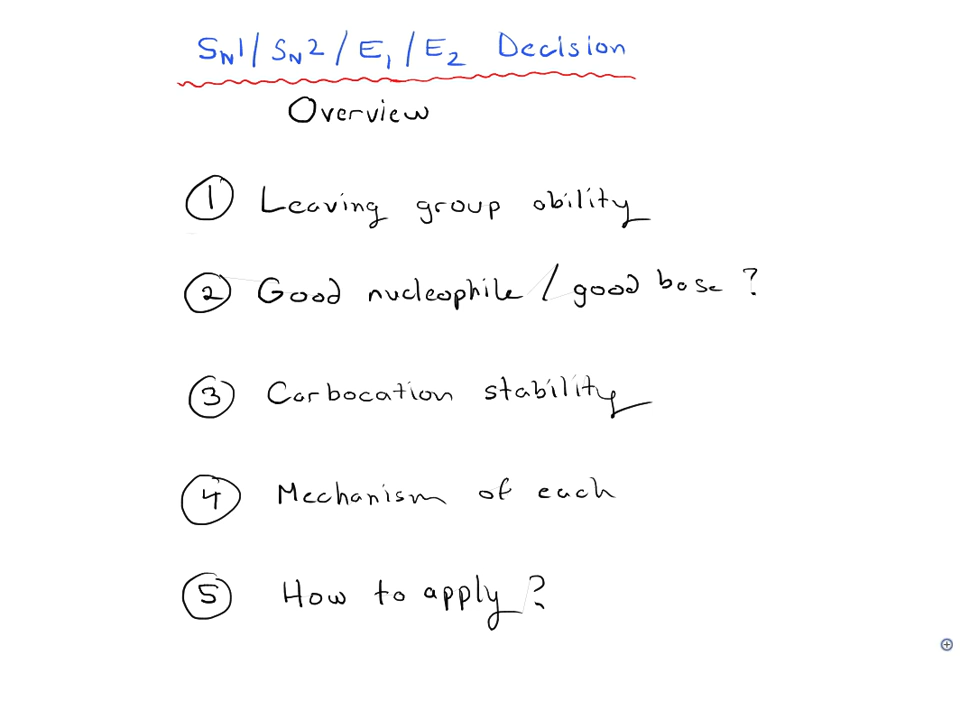 SN1 / SN2 / E1 / E2 Decision
Overview
1 Leaving group ability
2 Good nucleophile / good base ?
3 Carbocation stability
4 Mechanism of each
5 How to apply ?